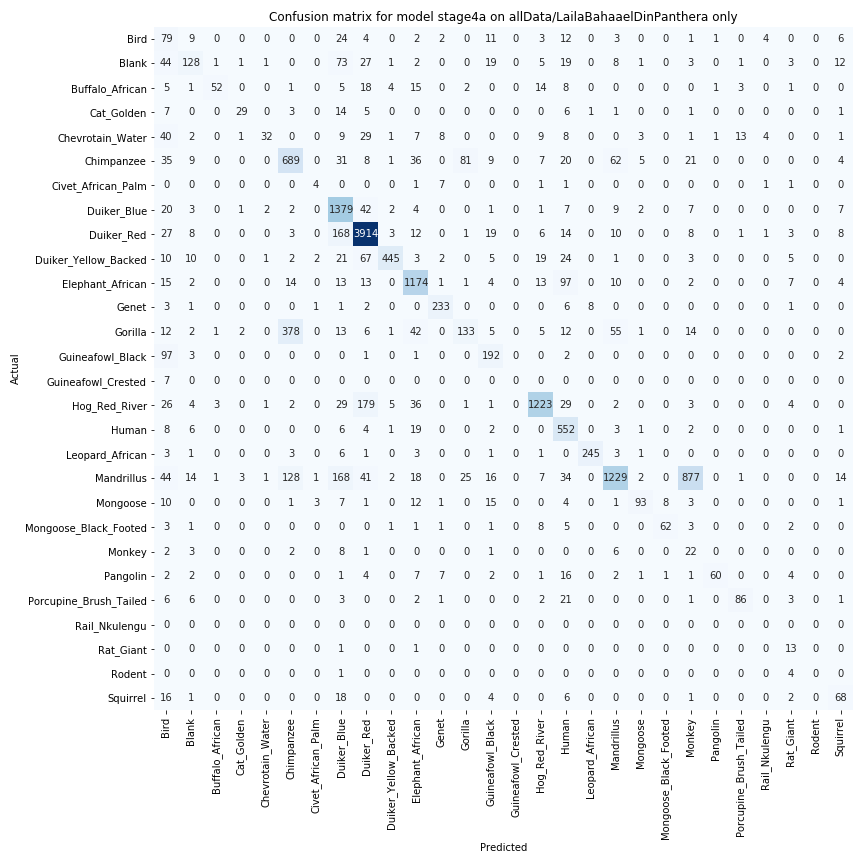 Confusion matrix for model stage4a on allData/LailaBahaaelDinPanthera only
Bird 79 9 0 0 0 0 0 24 4 0 2 2 0 11 0 3 12 0 3 0 0 1 1 0 4 0 0 6
Blank 44 128 1 1 1 0 0 73 27 1 2 0 0 19 0 5 19 0 8 1 0 3 0 1 0 3 0 12
Buffalo_African 5 1 52 0 0 1 0 5 18 4 15 0 2 0 0 14 8 0 0 0 0 0 1 3 0 1 0 0
Cat_Golden 7 0 0 29 0 3 0 14 5 0 0 0 0 0 0 0 6 1 1 0 0 1 0 0 0 0 0 1
Chevrotain_Water 40 2 0 1 32 0 0 9 29 1 7 8 0 0 0 9 8 0 0 3 0 1 1 13 4 0 0 1
Chimpanzee 35 9 0 0 0 689 0 31 8 1 36 0 81 9 0 7 20 0 62 5 0 21 0 0 0 0 0 4
Civet_African_Palm 0 0 0 0 0 0 4 0 0 0 1 7 0 0 0 1 1 0 0 0 0 0 0 0 1 1 0 0
Duiker_Blue 20 3 0 1 2 2 0 1379 42 2 4 0 0 1 0 1 7 0 9 2 0 7 0 0 0 0 0 7
Duiker_Red 27 8 0 0 0 3 0 168 3914 3 12 0 1 19 0 6 14 0 10 0 0 8 0 1 1 3 0 8
Duiker_Yellow_Backed 10 10 0 0 1 2 2 21 67 445 3 2 0 5 0 19 24 0 1 0 0 3 0 0 0 5 0 0
Elephant_African 15 2 0 0 0 14 0 13 13 0 1174 1 1 4 0 13 97 0 10 0 0 2 0 0 0 7 0 4
Genet 3 1 0 0 0 0 1 1 2 0 0 233 0 0 0 0 6 8 0 0 0 0 0 0 0 1 0 0
Gorilla 12 2 1 2 0 378 0 13 6 1 42 0 133 5 0 5 12 0 55 1 0 14 0 0 0 0 0 0
Guineafowl_Black 97 3 0 0 0 0 0 0 1 0 1 0 0 192 0 0 2 0 0 0 0 0 0 0 0 0 0 2
Guineafowl_Crested 7 0 0 0 0 0 0 0 0 0 0 0 0 0 0 0 0 0 0 0 0 0 0 0 0 0 0 0
Hog_Red_River 26 4 3 0 1 2 0 29 179 5 36 0 1 1 0 1223 29 0 2 0 0 3 0 0 0 4 0 0
Human 8 6 0 0 0 0 0 6 4 1 19 0 0 2 0 0 552 0 3 1 0 2 0 0 0 0 0 1
Leopard_African 3 1 0 0 0 3 0 6 1 0 3 0 0 1 0 1 0 245 3 1 0 0 0 0 0 0 0 0
Mandrillus 44 14 1 3 1 128 1 168 41 2 18 0 25 16 0 7 34 0 1229 2 0 877 0 1 0 0 0 14
Mongoose 10 0 0 0 0 1 3 7 1 0 12 1 0 15 0 0 4 0 1 93 8 3 0 0 0 0 0 1
Mongoose_Black_Footed 3 1 0 0 0 0 0 0 1 1 1 0 0 1 0 8 5 0 0 0 62 3 0 0 0 2 0 0
Monkey 2 3 0 0 0 2 0 8 1 0 0 0 0 1 0 0 0 0 6 0 0 22 0 0 0 0 0 0
Pangolin 2 2 0 0 0 0 0 1 4 0 7 7 0 2 0 1 16 0 2 1 1 1 60 0 0 4 0 0
Porcupine_Brush_Tailed 6 6 0 0 0 0 0 3 0 0 2 1 0 0 0 2 21 0 0 0 0 1 0 86 0 3 0 1
Rail_Nkulengu 0 0 0 0 0 0 0 0 0 0 0 0 0 0 0 0 0 0 0 0 0 0 0 0 0 0 0 0
Rat_Giant 0 0 0 0 0 0 0 1 0 0 1 0 0 0 0 0 0 0 0 0 0 0 0 0 0 13 0 0
Rodent 0 0 0 0 0 0 0 1 0 0 0 0 0 0 0 0 0 0 0 0 0 0 0 0 0 4 0 0
Squirrel 16 1 0 0 0 0 0 18 0 0 0 0 0 4 0 0 6 0 0 0 0 1 0 0 0 2 0 68
Actual
Bird
Blank
Buffalo_African
Cat_Golden
Chevrotain_Water
Chimpanzee
Civet_African_Palm
Duiker_Blue
Duiker_Red
Duiker_Yellow_Backed
Elephant_African
Genet
Gorilla
Guineafowl_Black
Guineafowl_Crested
Hog_Red_River
Human
Leopard_African
Mandrillus
Mongoose
Mongoose_Black_Footed
Monkey
Pangolin
Porcupine_Brush_Tailed
Rail_Nkulengu
Rat_Giant
Rodent
Squirrel
Predicted